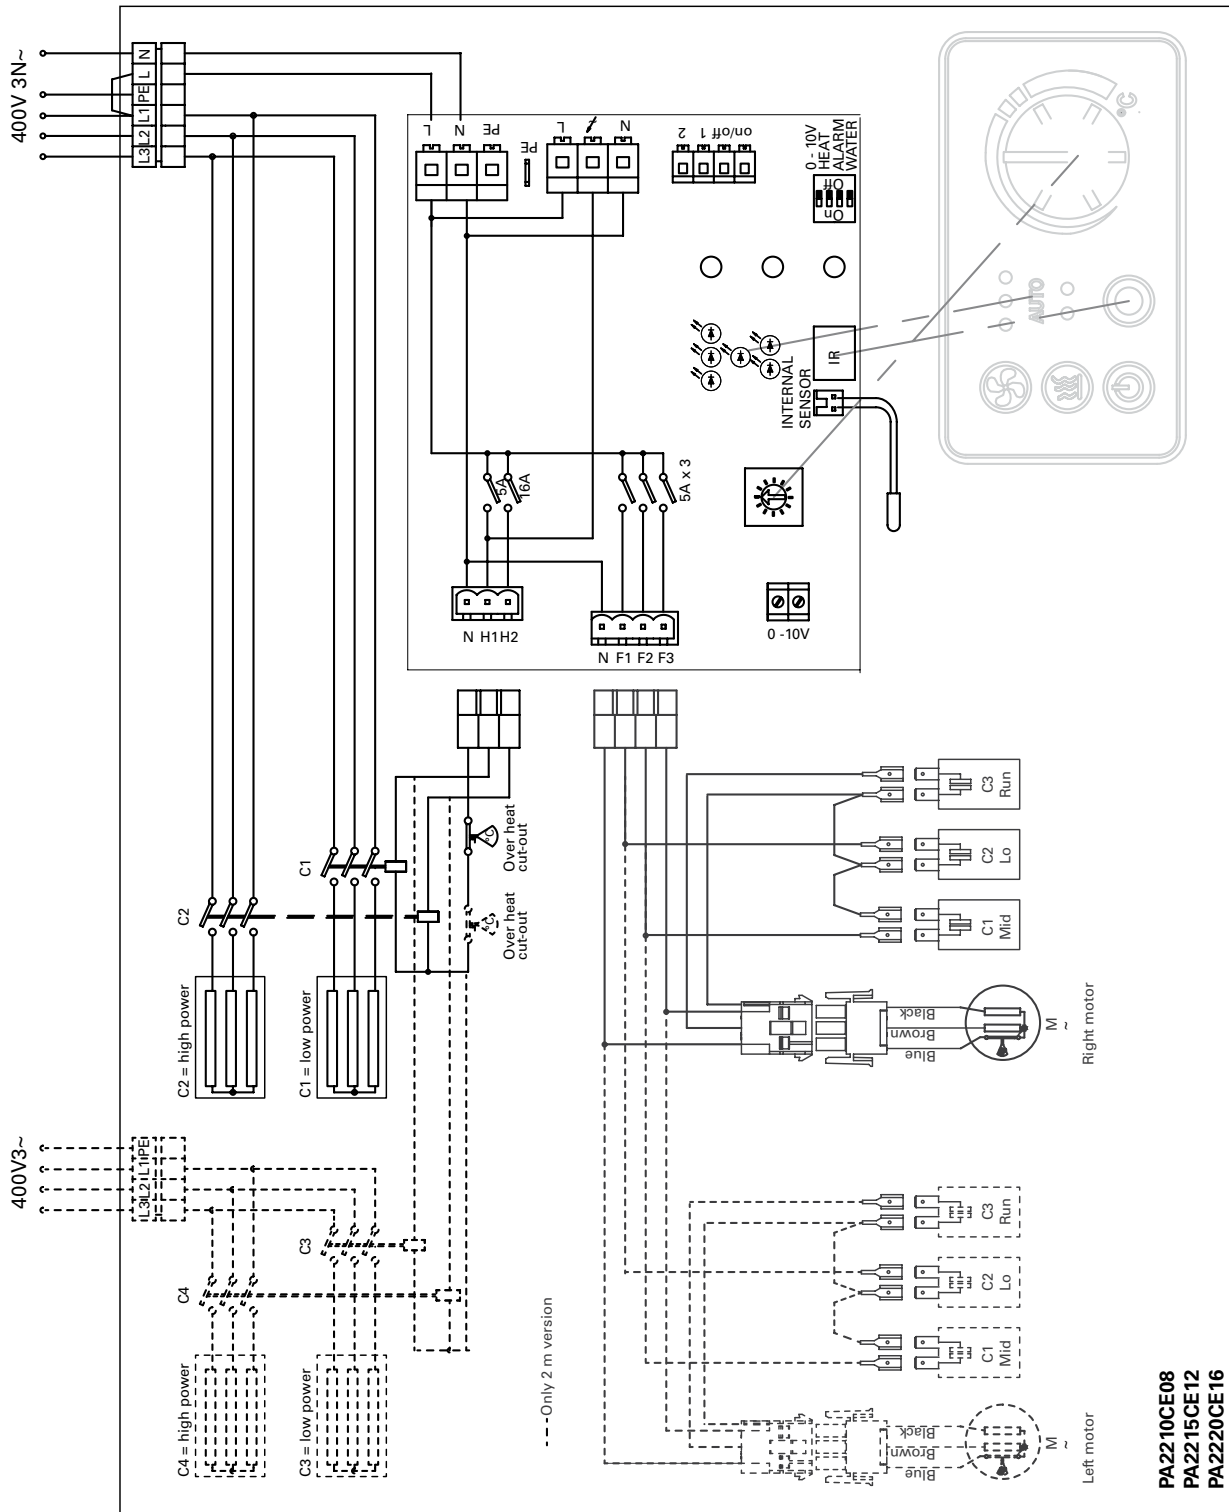 400V 3N~
N
L
PE
L1
L2
L3
L
N
PE
PE
L
N
2
1
on/off
0 - 10V
HEAT
ALARM
WATER
Off
On
°C
AUTO
IR
INTERNAL
SENSOR
5A
16A
5A x 3
N H1 H2
N F1 F2 F3
0 -10V
C1
C2
°C
Over heat
cut-out
°C
Over heat
cut-out
C2 = high power
C1 = low power
C3
Run
C2
Lo
C1
Mid
Black
Brown
Blue
M
~
Right motor
400V3~
PE
L1
L2
L3
C3
C4
C4 = high power
C3 = low power
Only 2 m version
C3
Run
C2
Lo
C1
Mid
Black
Brown
Blue
M
~
Left motor
PA2210CE08
PA2215CE12
PA2220CE16